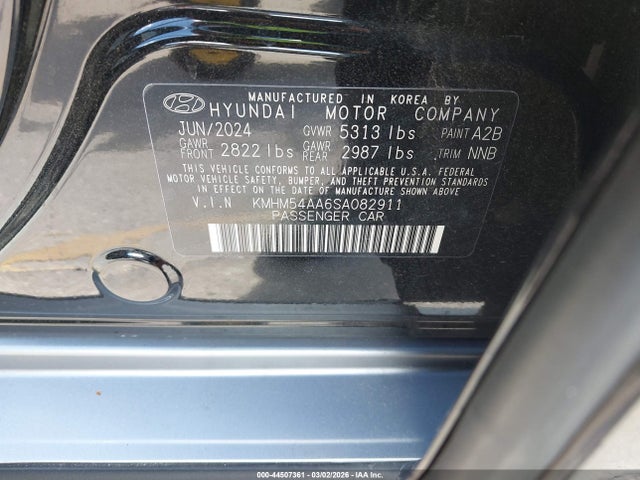 MANUFACTURED IN KOREA BY
HYUNDAI MOTOR COMPANY
JUN/2024 GVWR 5313 lbs PAINT A2B
GAWR FRONT 2822 lbs GAWR REAR 2987 lbs TRIM NNB
THIS VEHICLE CONFORMS TO ALL APPLICABLE U.S.A. FEDERAL
MOTOR VEHICLE SAFETY, BUMPER, AND THEFT PREVENTION STANDARDS
IN EFFECT ON THE DATE OF MANUFACTURE SHOWN ABOVE.
V.I.N KMHM54AA6SA082911
PASSENGER CAR
000-44507361 - 03/02/2026 - IAAI.COM